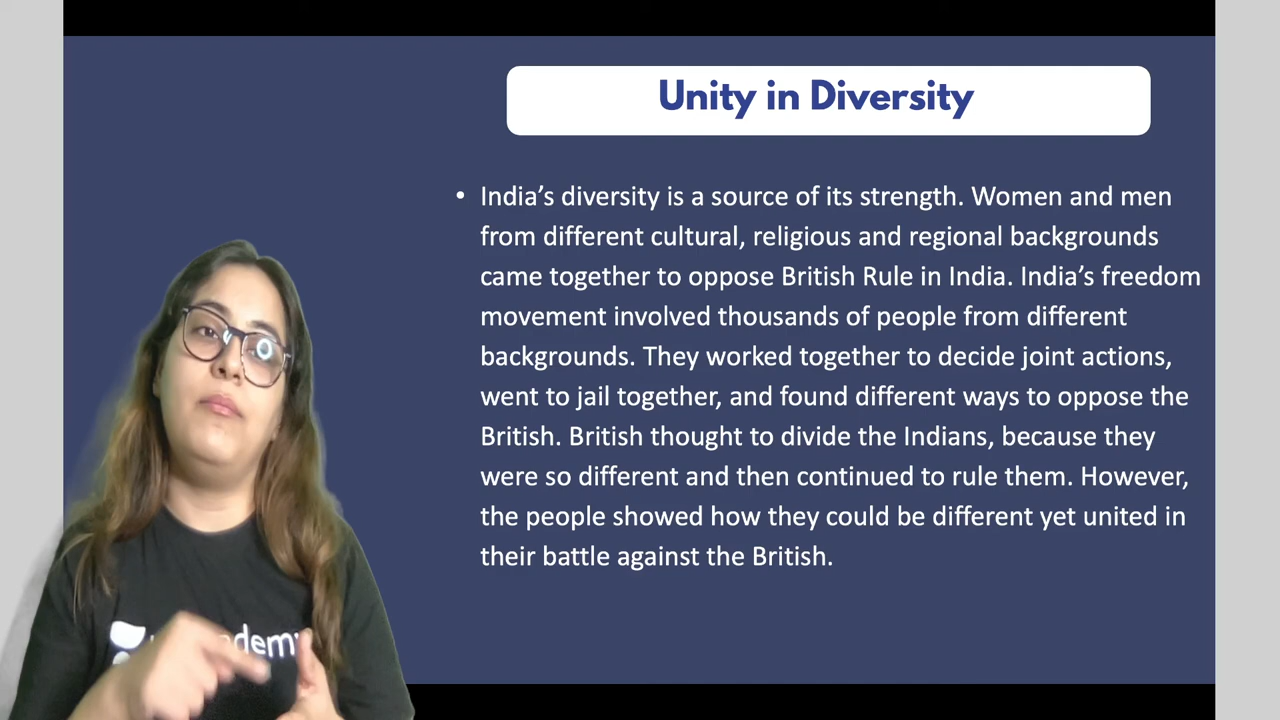 Unity in Diversity
• India's diversity is a source of its strength. Women and men
from different cultural, religious and regional backgrounds
came together to oppose British Rule in India. India's freedom
movement involved thousands of people from different
backgrounds. They worked together to decide joint actions,
went to jail together, and found different ways to oppose the
British. British thought to divide the Indians, because they
were so different and then continued to rule them. However,
the people showed how they could be different yet united in
their battle against the British.